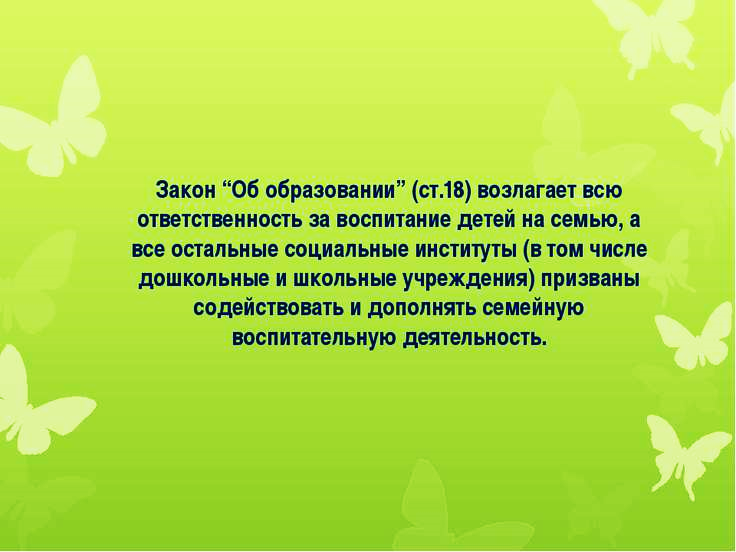 Закон “Об образовании” (ст.18) возлагает всю
ответственность за воспитание детей на семью, а
все остальные социальные институты (в том числе
дошкольные и школьные учреждения) призваны
содействовать и дополнять семейную
воспитательную деятельность.